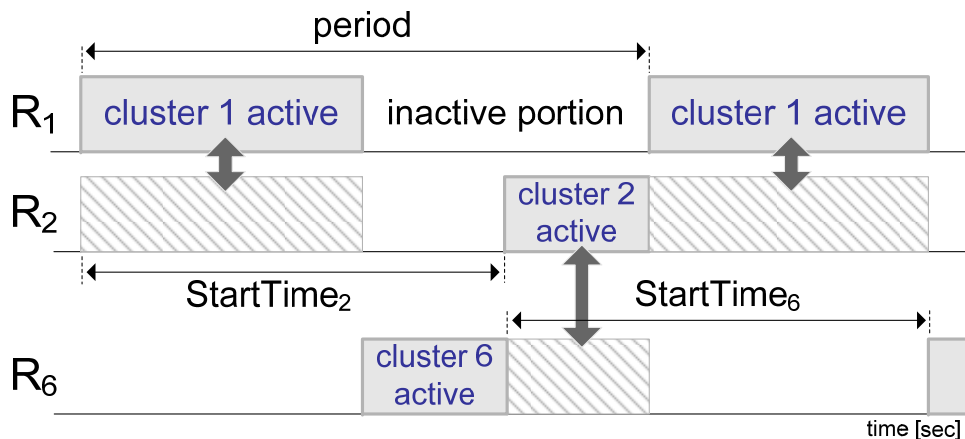 period
R1 cluster 1 active inactive portion cluster 1 active
R2 cluster 2
active
StartTime2 StartTime6
R6 cluster 6
active
time [sec]